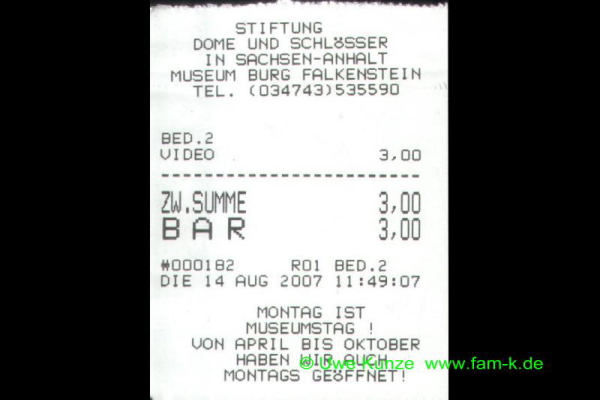 STIFTUNG
DOME UND SCHLÖSSER
IN SACHSEN-ANHALT
MUSEUM BURG FALKENSTEIN
TEL. (034743)535590
BED.2
VIDEO 3,00
------------------------
ZW.SUMME 3,00
BAR 3,00
#000182 R01 BED.2
DIE 14 AUG 2007 11:49:07
MONTAG IST
MUSEUMSTAG !
VON APRIL BIS OKTOBER
HABEN WIR AUCH
MONTAGS GEÖFFNET!
© Uwe Kunze www.fam-k.de